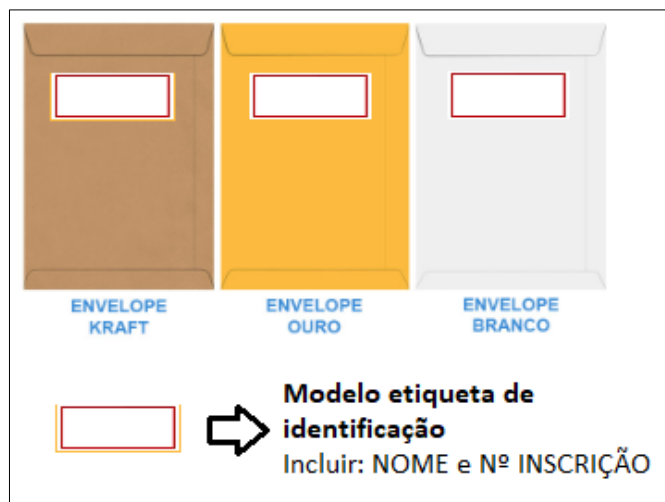 ENVELOPE
KRAFT
ENVELOPE
OURO
ENVELOPE
BRANCO
Modelo etiqueta de
identificação
Incluir: NOME e Nº INSCRIÇÃO